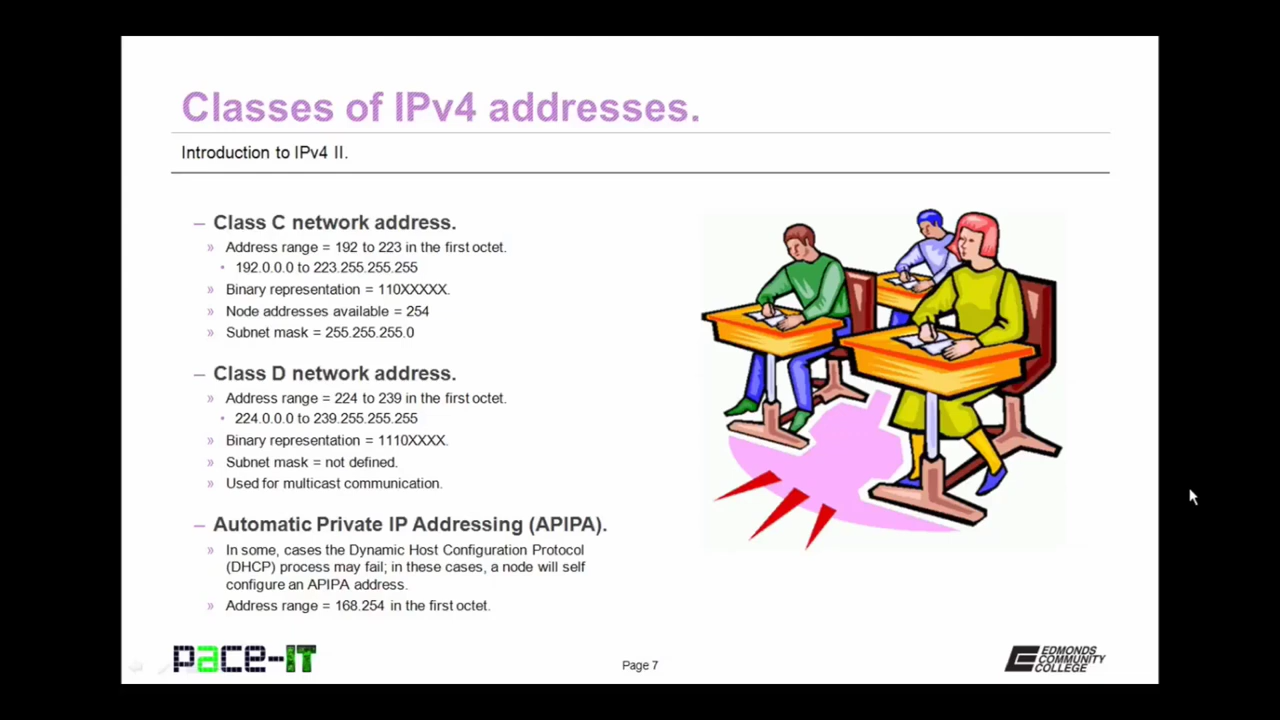 Classes of IPv4 addresses.
Introduction to IPv4 II.
– Class C network address.
» Address range = 192 to 223 in the first octet.
• 192.0.0.0 to 223.255.255.255
» Binary representation = 110XXXXX.
» Node addresses available = 254
» Subnet mask = 255.255.255.0
– Class D network address.
» Address range = 224 to 239 in the first octet.
• 224.0.0.0 to 239.255.255.255
» Binary representation = 1110XXXX.
» Subnet mask = not defined.
» Used for multicast communication.
– Automatic Private IP Addressing (APIPA).
» In some, cases the Dynamic Host Configuration Protocol
(DHCP) process may fail; in these cases, a node will self
configure an APIPA address.
» Address range = 168.254 in the first octet.
pace-IT
Page 7
EDMONDS
COMMUNITY
COLLEGE